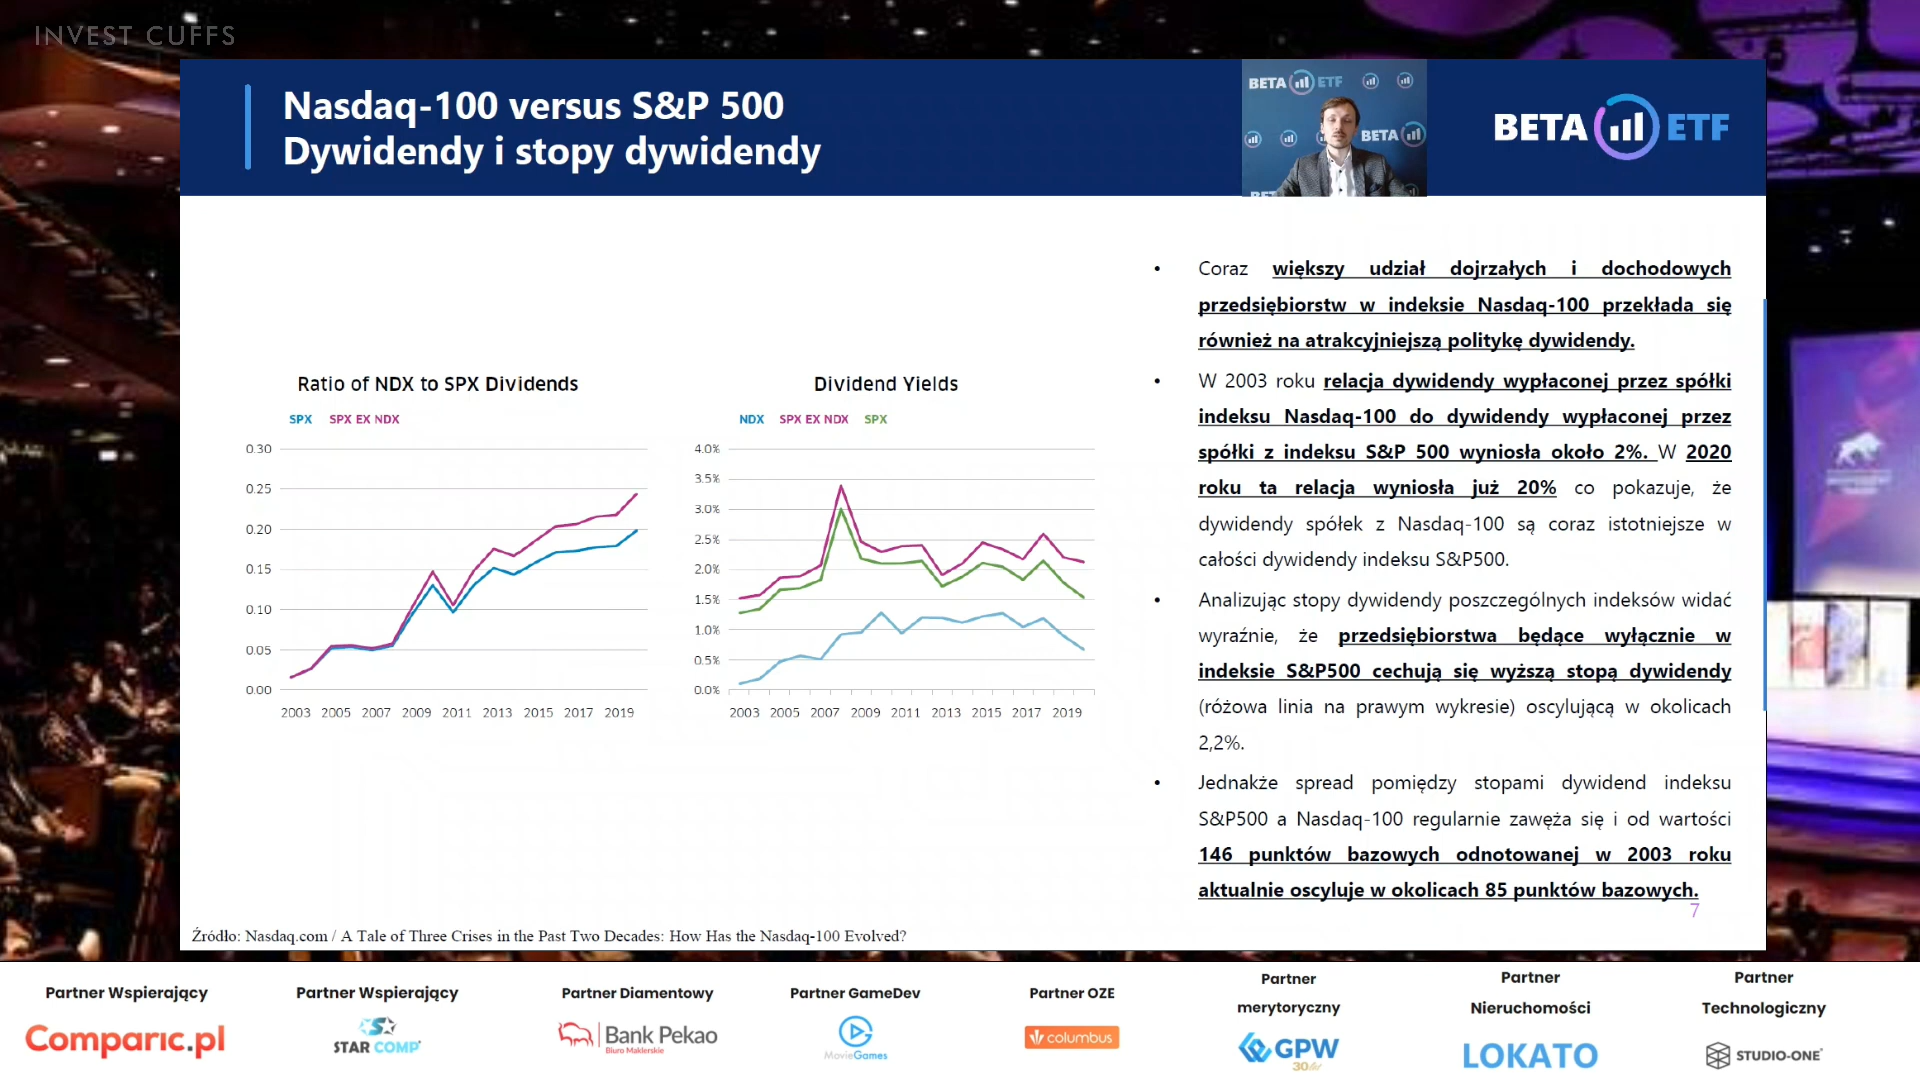 INVEST CUFFS
Nasdaq-100 versus S&P 500
Dywidendy i stopy dywidendy
BETA ETF
BETA
BETA ETF
Ratio of NDX to SPX Dividends
SPX SPX EX NDX
0.30
0.25
0.20
0.15
0.10
0.05
0.00
2003 2005 2007 2009 2011 2013 2015 2017 2019
Dividend Yields
NDX SPX EX NDX SPX
4.0%
3.5%
3.0%
2.5%
2.0%
1.5%
1.0%
0.5%
0.0%
2003 2005 2007 2009 2011 2013 2015 2017 2019
• Coraz większy udział dojrzałych i dochodowych
przedsiębiorstw w indeksie Nasdaq-100 przekłada się
również na atrakcyjniejszą politykę dywidendy.
• W 2003 roku relacja dywidendy wypłaconej przez spółki
indeksu Nasdaq-100 do dywidendy wypłaconej przez
spółki z indeksu S&P 500 wyniosła około 2%. W 2020
roku ta relacja wyniosła już 20% co pokazuje, że
dywidendy spółek z Nasdaq-100 są coraz istotniejsze w
całości dywidendy indeksu S&P500.
• Analizując stopy dywidendy poszczególnych indeksów widać
wyraźnie, że przedsiębiorstwa będące wyłącznie w
indeksie S&P500 cechują się wyższą stopą dywidendy
(różowa linia na prawym wykresie) oscylującą w okolicach
2,2%.
• Jednakże spread pomiędzy stopami dywidend indeksu
S&P500 a Nasdaq-100 regularnie zawęża się i od wartości
146 punktów bazowych odnotowanej w 2003 roku
aktualnie oscyluje w okolicach 85 punktów bazowych.
7
Źródło: Nasdaq.com / A Tale of Three Crises in the Past Two Decades: How Has the Nasdaq-100 Evolved?
Partner Wspierający
Comparic.pl
Partner Wspierający
STAR COMP
Partner Diamentowy
Bank Pekao
Biuro Maklerskie
Partner GameDev
MovieGames
Partner OZE
columbus
Partner
merytoryczny
GPW
30
Partner
Nieruchomości
LOKATO
Partner
Technologiczny
STUDIO-ONE